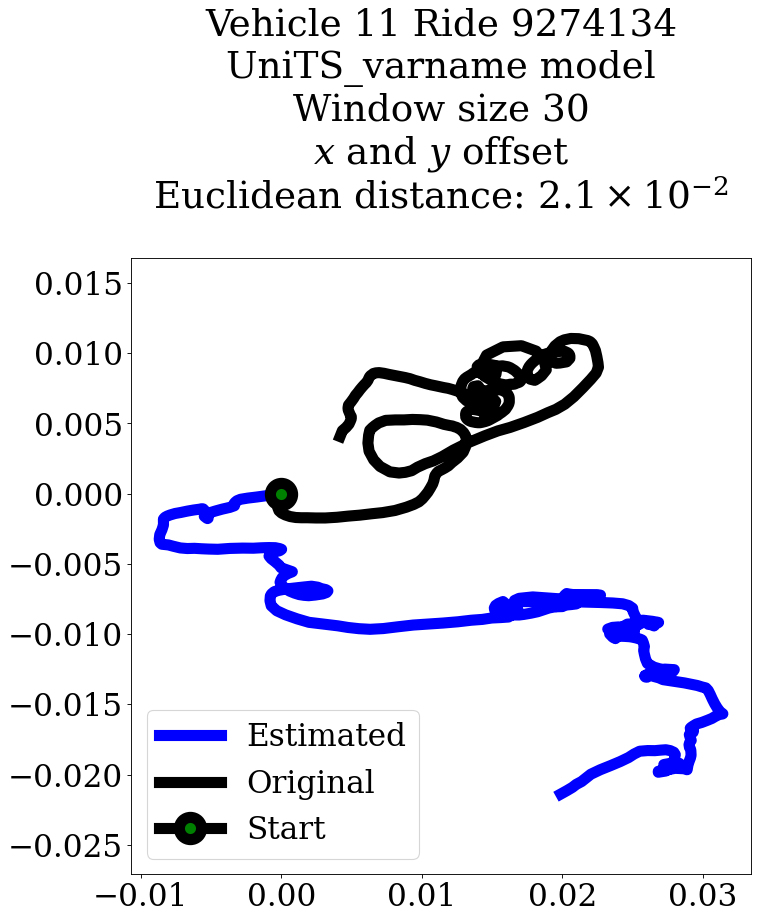 Vehicle 11 Ride 9274134
UniTS_varname model
Window size 30
x and y offset
Euclidean distance: 2.1 × 10⁻²
0.015
0.010
0.005
0.000
−0.005
−0.010
−0.015
−0.020
−0.025
Estimated
Original
Start
−0.01 0.00 0.01 0.02 0.03